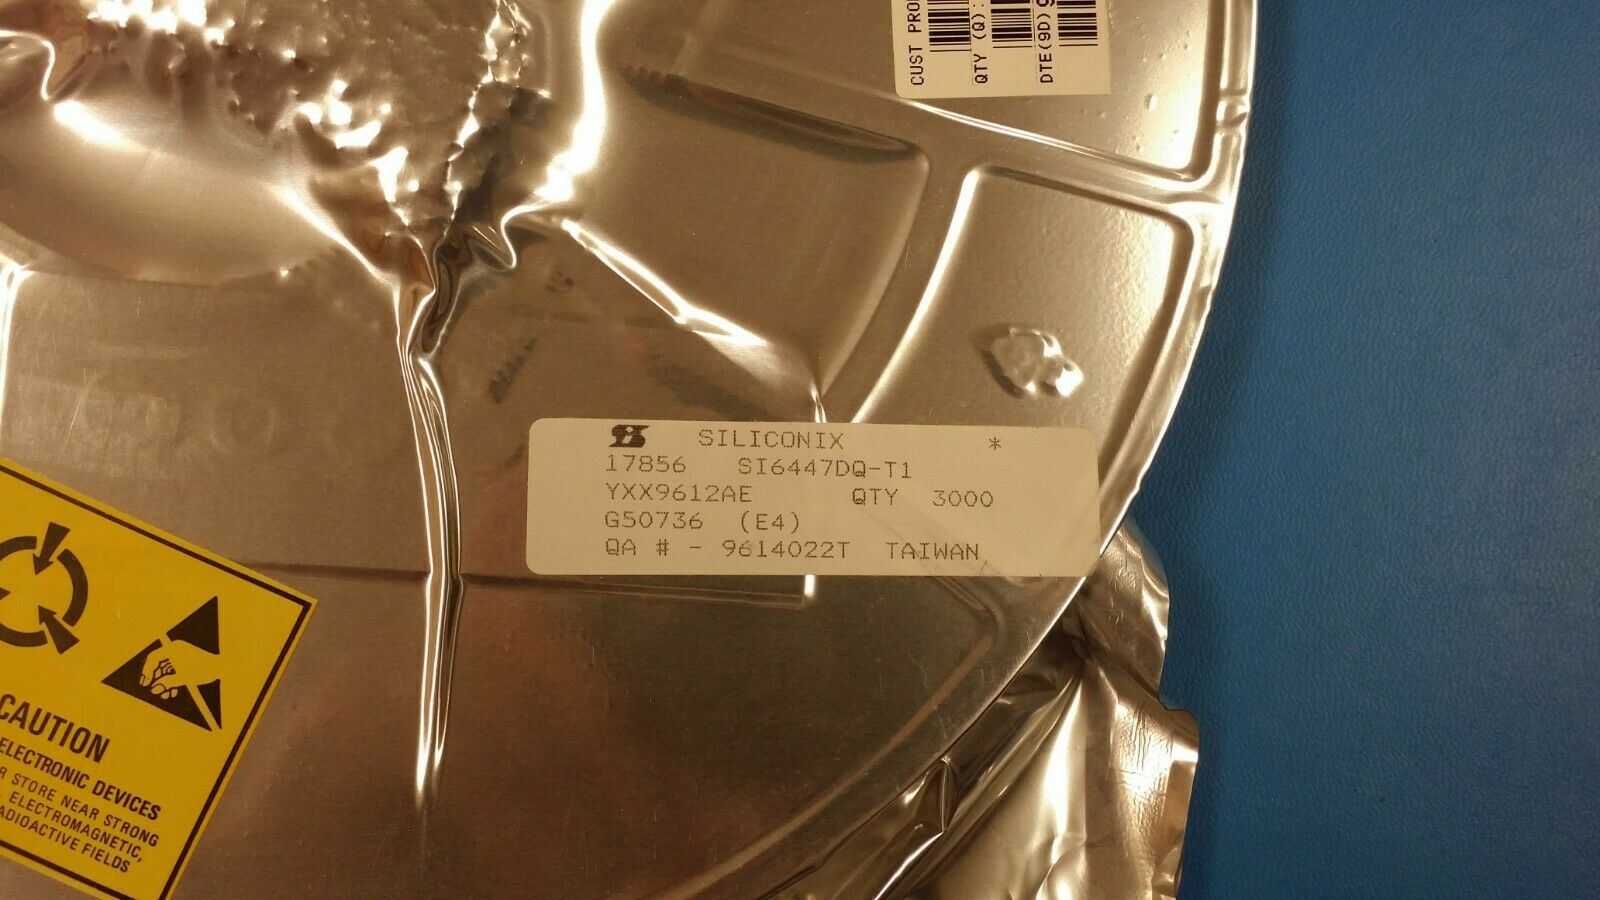 CUST PROD
QTY (Q):
DTE(9D)
SILICONIX *
17856 SI6447DQ-T1
YXX9612AE QTY 3000
G50736 (E4)
QA # - 9614022T TAIWAN
CAUTION
ELECTRONIC DEVICES
STORE NEAR STRONG
ELECTROMAGNETIC,
RADIOACTIVE FIELDS